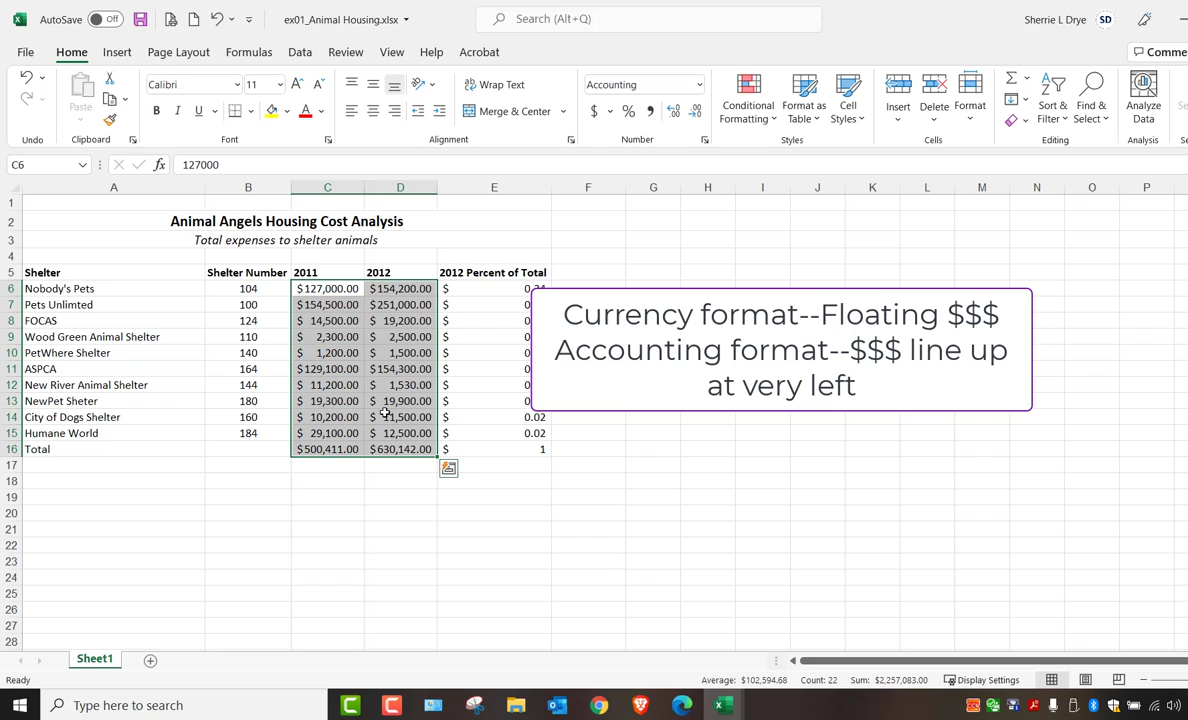 AutoSave Off ex01_Animal Housing.xlsx Search (Alt+Q) Sherrie L Drye SD
File Home Insert Page Layout Formulas Data Review View Help Acrobat Comme
Paste Calibri 11 Wrap Text Accounting
B I U A Merge & Center $ % , Conditional Formatting Format as Table Cell Styles Insert Delete Format Sort & Filter Find & Select Analyze Data
Undo Clipboard Font Alignment Number Styles Cells Editing Analysis
C6 fx 127000
A B C D E F G H I J K L M N O P
1
2 Animal Angels Housing Cost Analysis
3 Total expenses to shelter animals
4
5 Shelter Shelter Number 2011 2012 2012 Percent of Total
6 Nobody's Pets 104 $127,000.00 $154,200.00 $
7 Pets Unlimted 100 $154,500.00 $251,000.00 $
8 FOCAS 124 $ 14,500.00 $ 19,200.00 $
9 Wood Green Animal Shelter 110 $ 2,300.00 $ 2,500.00 $
10 PetWhere Shelter 140 $ 1,200.00 $ 1,500.00 $
11 ASPCA 164 $129,100.00 $154,300.00 $
12 New River Animal Shelter 144 $ 11,200.00 $ 1,530.00 $
13 NewPet Sheter 180 $ 19,300.00 $ 19,900.00 $
14 City of Dogs Shelter 160 $ 10,200.00 $ 11,500.00 $ 0.02
15 Humane World 184 $ 29,100.00 $ 12,500.00 $ 0.02
16 Total $500,411.00 $630,142.00 $ 1
17
18
19
20
21
22
23
24
25
26
27
28
Currency format--Floating $$$
Accounting format--$$$ line up
at very left
Sheet1
Ready Average: $102,594.68 Count: 22 Sum: $2,257,083.00 Display Settings
Type here to search